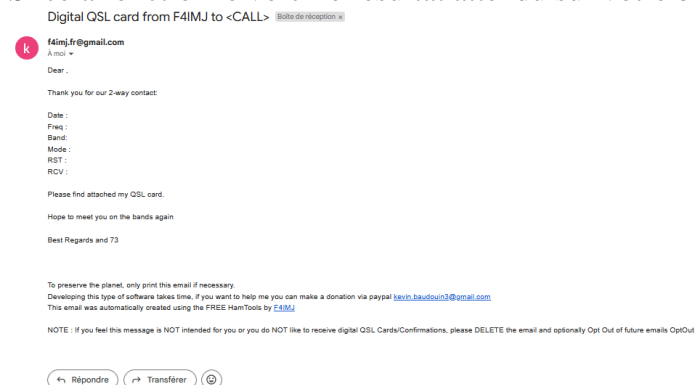 Digital QSL card from F4IMJ to <CALL> Boîte de réception x
k
f4imj.fr@gmail.com
À moi
Dear ,
Thank you for our 2-way contact:
Date :
Freq :
Band:
Mode :
RST :
RCV :
Please find attached my QSL card.
Hope to meet you on the bands again
Best Regards and 73
To preserve the planet, only print this email if necessary.
Developing this type of software takes time, if you want to help me you can make a donation via paypal kevin.baudouin3@gmail.com
This email was automatically created using the FREE HamTools by F4IMJ
NOTE : If you feel this message is NOT intended for you or you do NOT like to receive digital QSL Cards/Confirmations, please DELETE the email and optionally Opt Out of future emails OptOut
Répondre Transférer